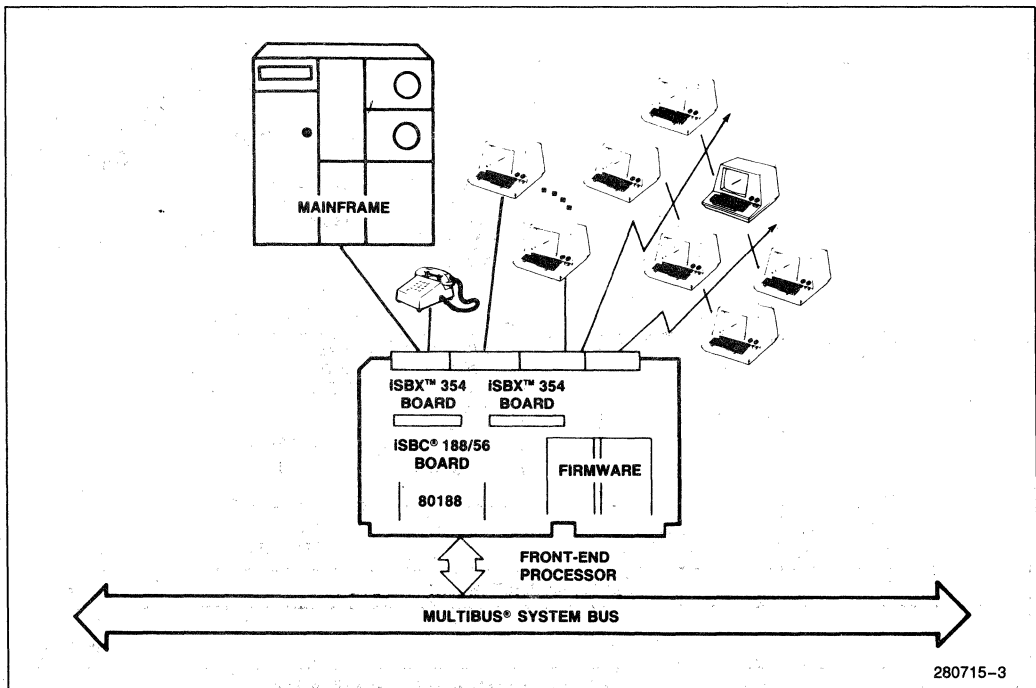 MAINFRAME
iSBX™ 354
BOARD
iSBX™ 354
BOARD
iSBC® 188/56
BOARD
FIRMWARE
80188
FRONT-END
PROCESSOR
MULTIBUS® SYSTEM BUS
280715–3